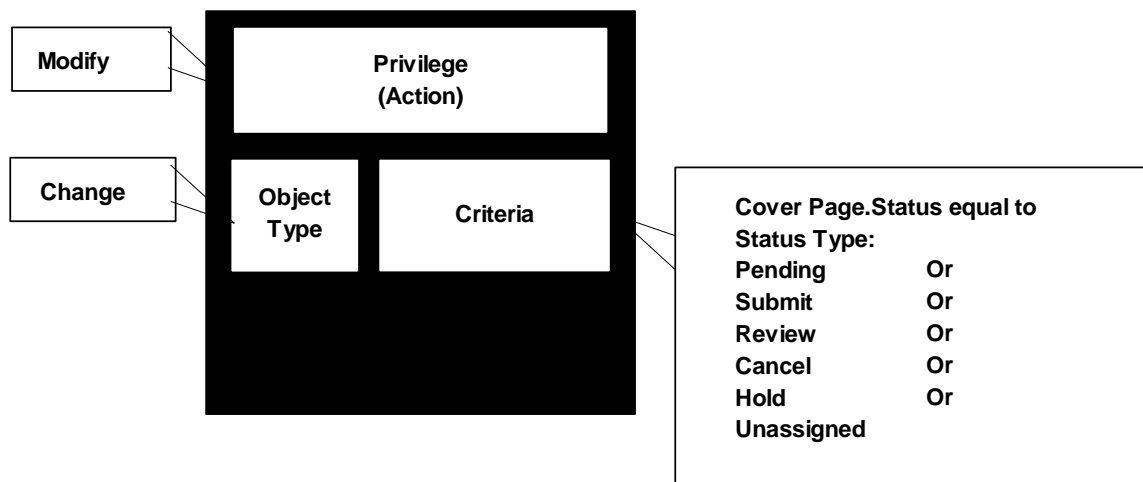 Modify
Privilege
(Action)
Change
Object
Type
Criteria
Cover Page.Status equal to
Status Type:
Pending Or
Submit Or
Review Or
Cancel Or
Hold Or
Unassigned